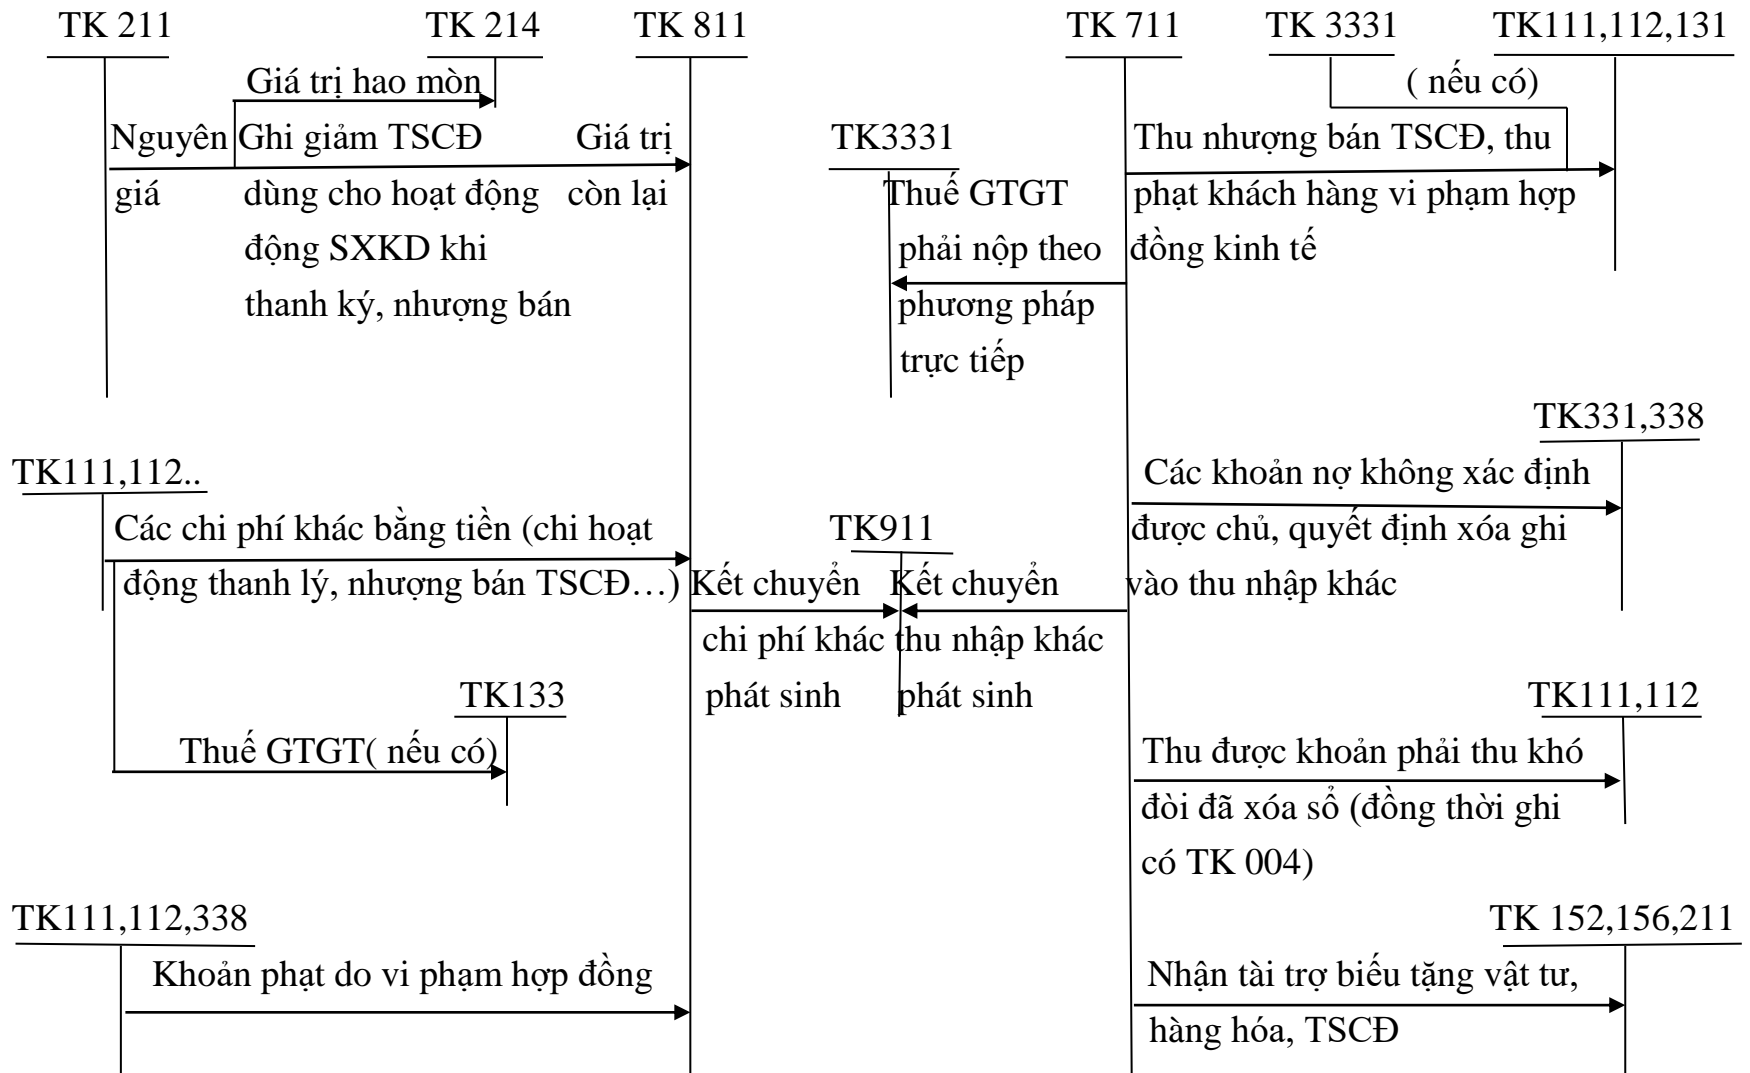 TK 211 TK 214 TK 811 TK 711 TK 3331 TK111,112,131
Giá trị hao mòn ( nếu có)
Nguyên Ghi giảm TSCĐ Giá trị TK3331 Thu nhượng bán TSCĐ, thu
giá dùng cho hoạt động còn lại Thuế GTGT phạt khách hàng vi phạm hợp
động SXKD khi phải nộp theo đồng kinh tế
thanh ký, nhượng bán phương pháp
trực tiếp
TK331,338
TK111,112.. Các khoản nợ không xác định
Các chi phí khác bằng tiền (chi hoạt TK911 được chủ, quyết định xóa ghi
động thanh lý, nhượng bán TSCĐ…) Kết chuyển Kết chuyển vào thu nhập khác
chi phí khác thu nhập khác
TK133 phát sinh phát sinh TK111,112
Thuế GTGT( nếu có) Thu được khoản phải thu khó
đòi đã xóa sổ (đồng thời ghi
có TK 004)
TK111,112,338 TK 152,156,211
Khoản phạt do vi phạm hợp đồng Nhận tài trợ biếu tặng vật tư,
hàng hóa, TSCĐ